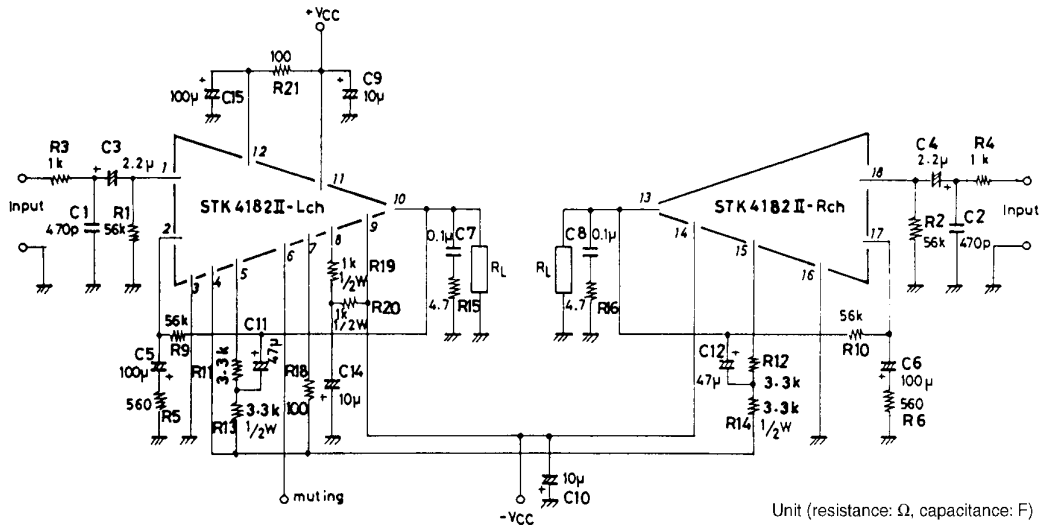 +VCC
100
R21
+
100µ
C15
+
C9
10µ
R3
1k
C3
+
2.2µ
1
12
11
10
13
18
C4
2.2µ
+
R4
1k
Input
C1
470p
R1
56k
2
STK4182II-Lch
STK4182II-Rch
R2
56k
C2
470p
Input
17
3
4
5
6
7
8
9
14
15
16
0.1µ
C7
RL
4.7
R15
RL
C8
0.1µ
4.7
R16
1k
1/2W
R19
R20
1k
1/2W
56k
R9
C11
+
47µ
R11
3.3k
R18
100
C14
+
10µ
C5
100µ
+
560
R5
R13
3.3k
1/2W
C12
+
47µ
R12
3.3k
3.3k
R14
1/2W
56k
R10
C6
+
100µ
560
R6
muting
-VCC
10µ
+
C10
Unit (resistance: Ω, capacitance: F)